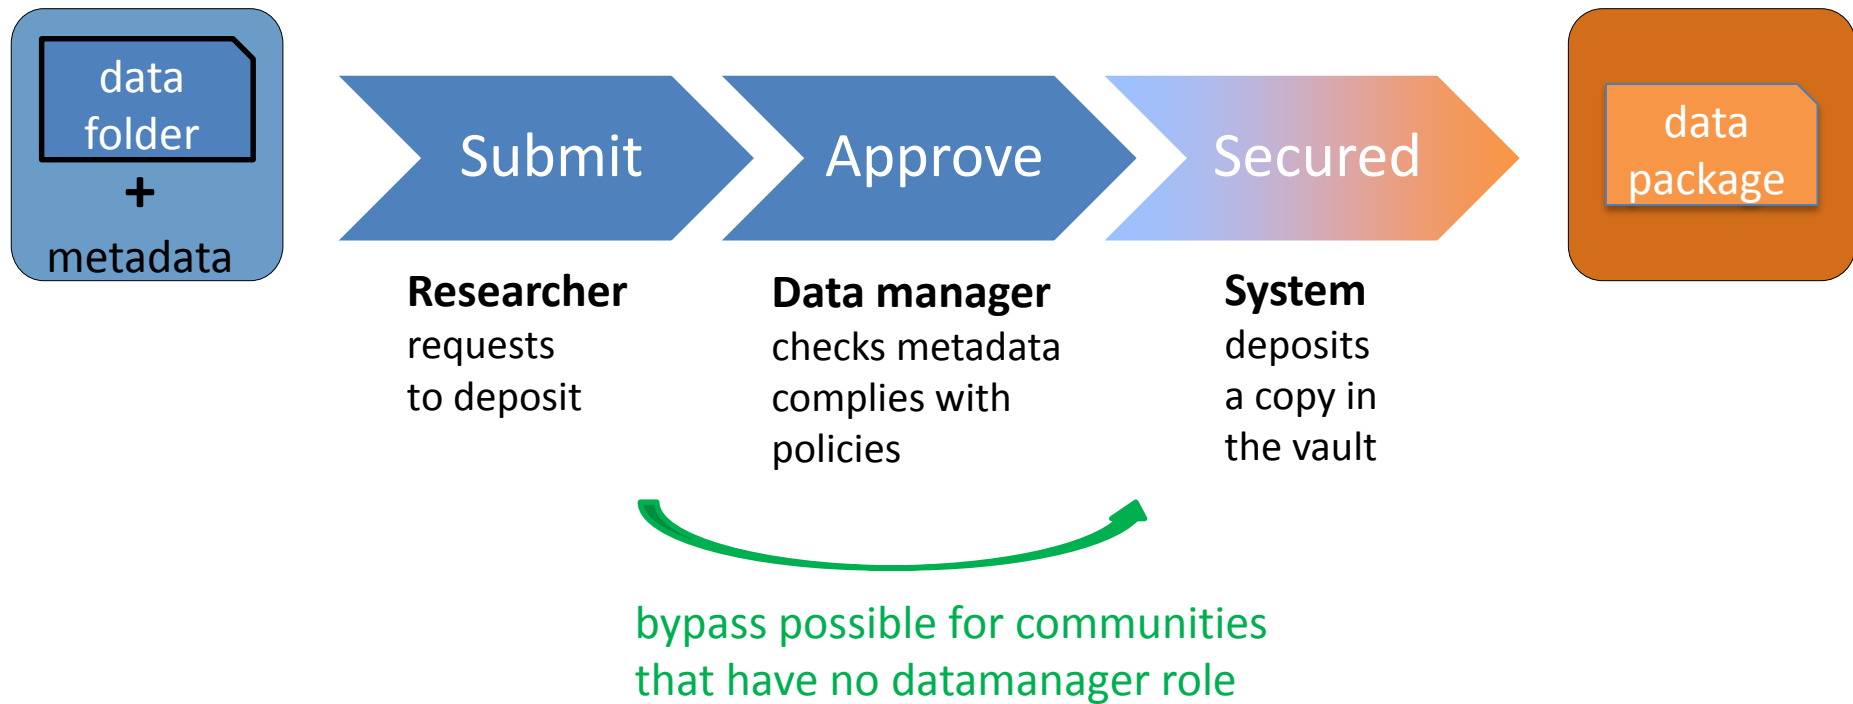 data
folder
+
metadata
Submit
Approve
Secured
data
package
Researcher
requests
to deposit
Data manager
checks metadata
complies with
policies
System
deposits
a copy in
the vault
bypass possible for communities
that have no datamanager role